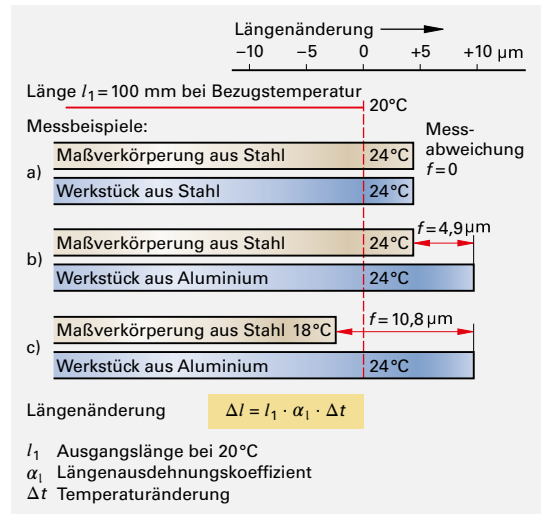 Längenänderung
–10 –5 0 +5 +10 µm
Länge l₁ = 100 mm bei Bezugstemperatur
20°C
Messbeispiele:
Mess-
abweichung
f = 0
a)
Maßverkörperung aus Stahl 24°C
Werkstück aus Stahl 24°C
b)
Maßverkörperung aus Stahl 24°C
f = 4,9 µm
Werkstück aus Aluminium 24°C
c)
Maßverkörperung aus Stahl 18°C
f = 10,8 µm
Werkstück aus Aluminium 24°C
Längenänderung Δl = l₁ · α₁ · Δt
l₁ Ausgangslänge bei 20°C
α₁ Längenausdehnungskoeffizient
Δt Temperaturänderung